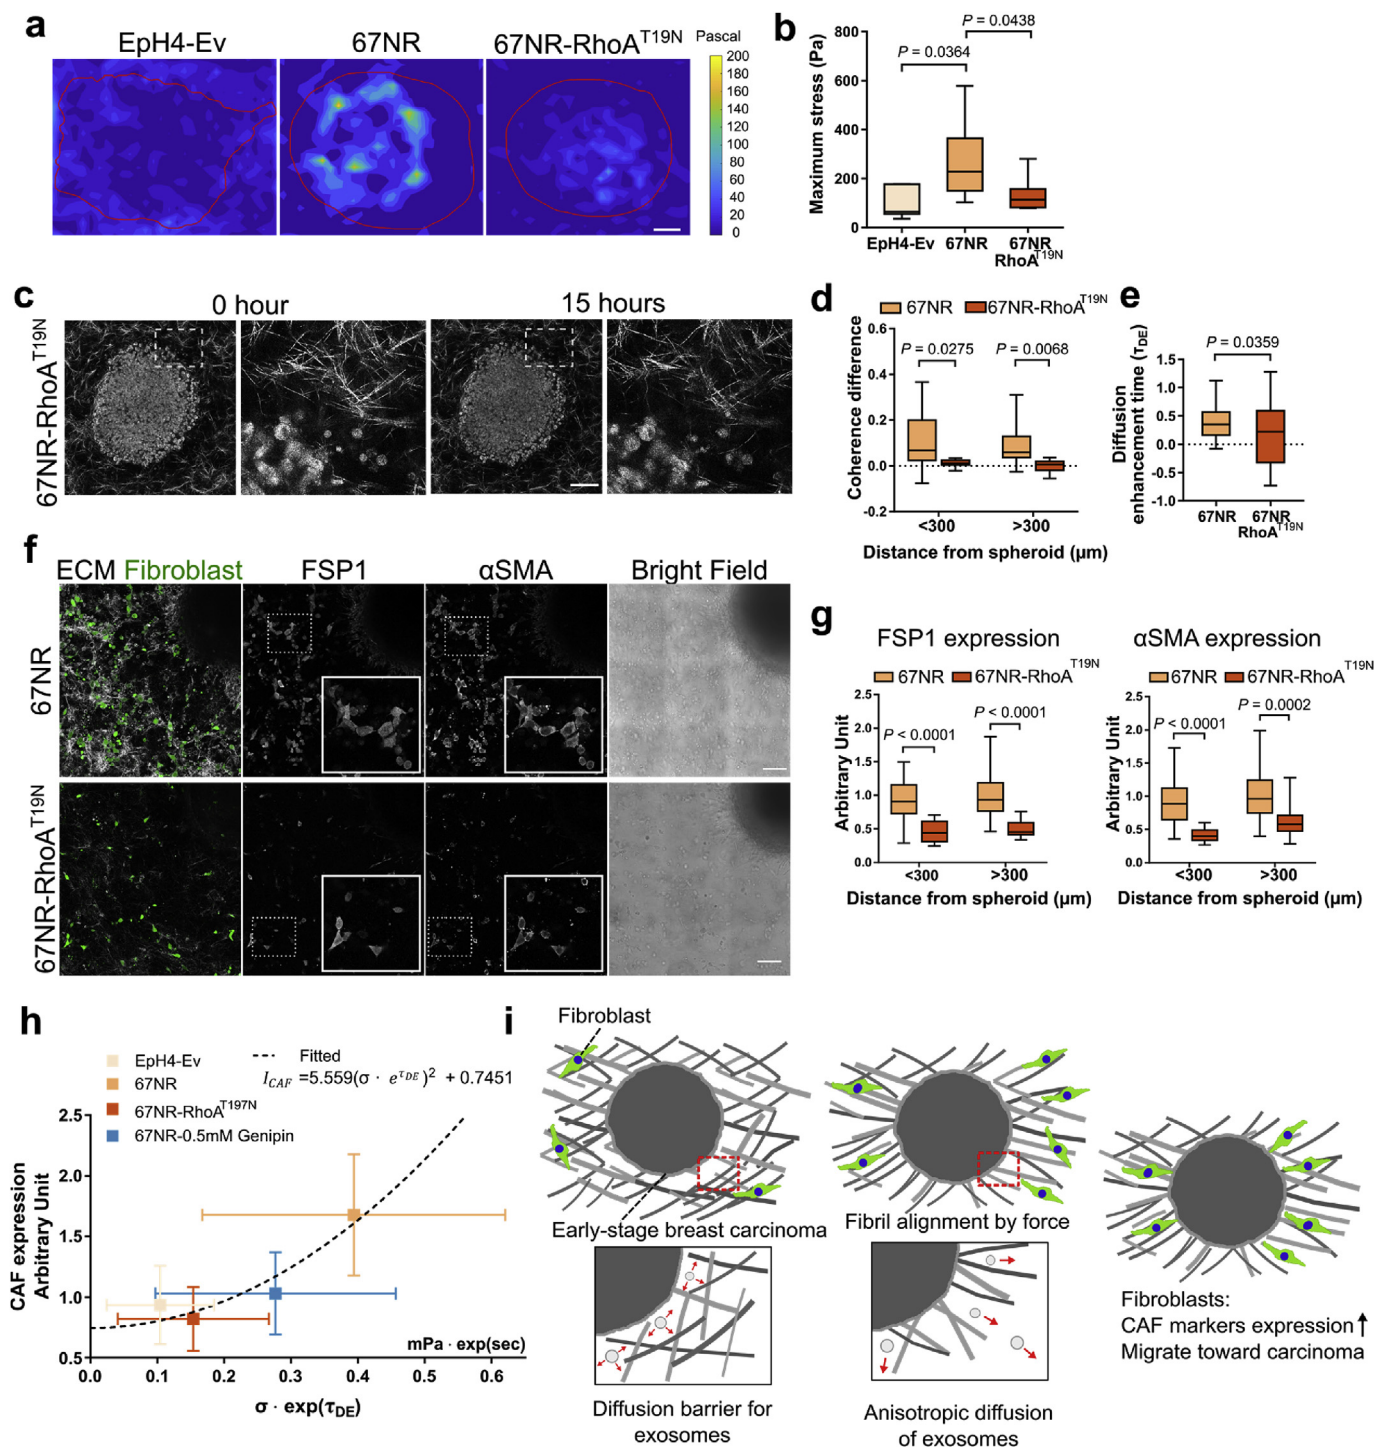 a
EpH4-Ev
67NR
67NR-RhoA^T19N
Pascal
200
180
160
140
120
100
80
60
40
20
0
b
P = 0.0438
P = 0.0364
Maximum stress (Pa)
800
600
400
200
0
EpH4-Ev
67NR
67NR
RhoA^T19N
c
0 hour
15 hours
67NR-RhoA^T19N
d
67NR
67NR-RhoA^T19N
P = 0.0275
P = 0.0068
Coherence difference
0.6
0.4
0.2
0.0
-0.2
<300
>300
Distance from spheroid (µm)
e
P = 0.0359
Diffusion
enhancement time (τDE)
1.5
1.0
0.5
0.0
-0.5
-1.0
67NR
67NR
RhoA^T19N
f
ECM Fibroblast
FSP1
αSMA
Bright Field
67NR
67NR-RhoA^T19N
g
FSP1 expression
67NR
67NR-RhoA^T19N
P < 0.0001
P < 0.0001
Arbitrary Unit
2.5
2.0
1.5
1.0
0.5
0.0
<300
>300
Distance from spheroid (µm)
αSMA expression
67NR
67NR-RhoA^T19N
P < 0.0001
P = 0.0002
Arbitrary Unit
2.5
2.0
1.5
1.0
0.5
0.0
<300
>300
Distance from spheroid (µm)
h
EpH4-Ev
67NR
67NR-RhoA^T197N
67NR-0.5mM Genipin
Fitted
I_CAF =5.559(σ · e^τDE)^2 + 0.7451
CAF expression
Arbitrary Unit
2.5
2.0
1.5
1.0
0.5
mPa · exp(sec)
0.0
0.1
0.2
0.3
0.4
0.5
0.6
σ · exp(τDE)
i
Fibroblast
Early-stage breast carcinoma
Diffusion barrier for
exosomes
Fibril alignment by force
Anisotropic diffusion
of exosomes
Fibroblasts:
CAF markers expression↑
Migrate toward carcinoma